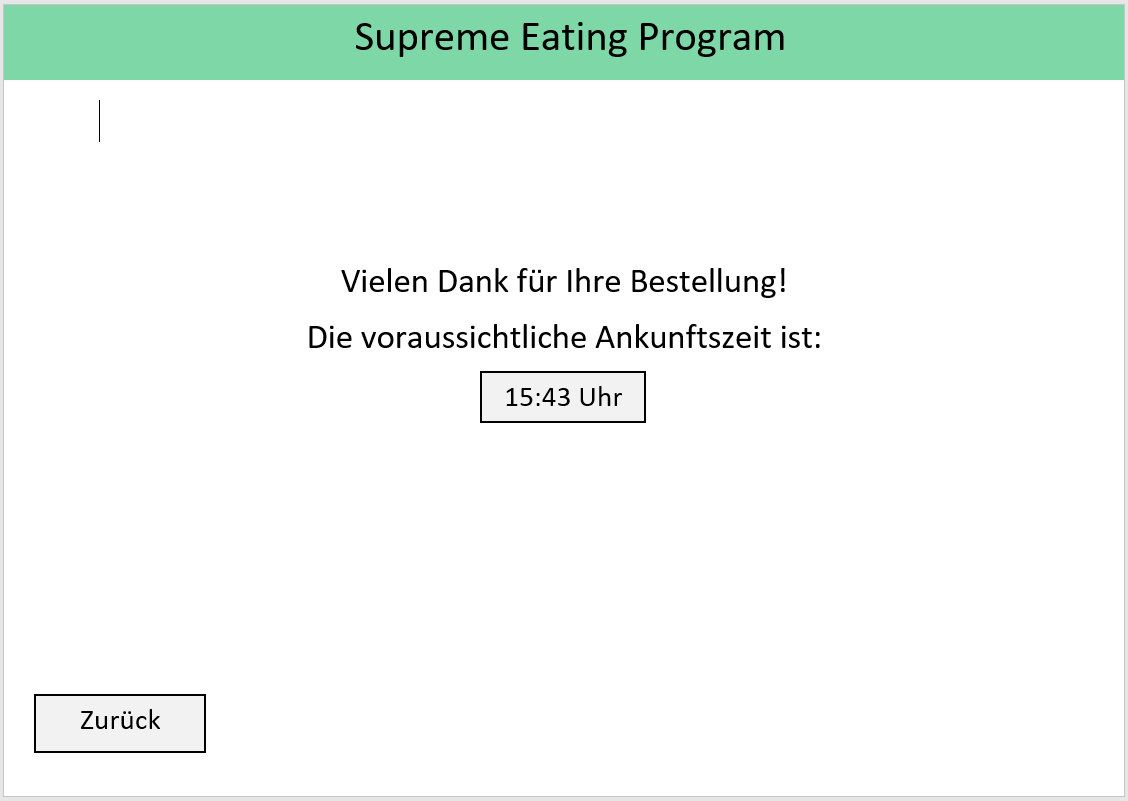 Supreme Eating Program
Vielen Dank für Ihre Bestellung!
Die voraussichtliche Ankunftszeit ist:
15:43 Uhr
Zurück